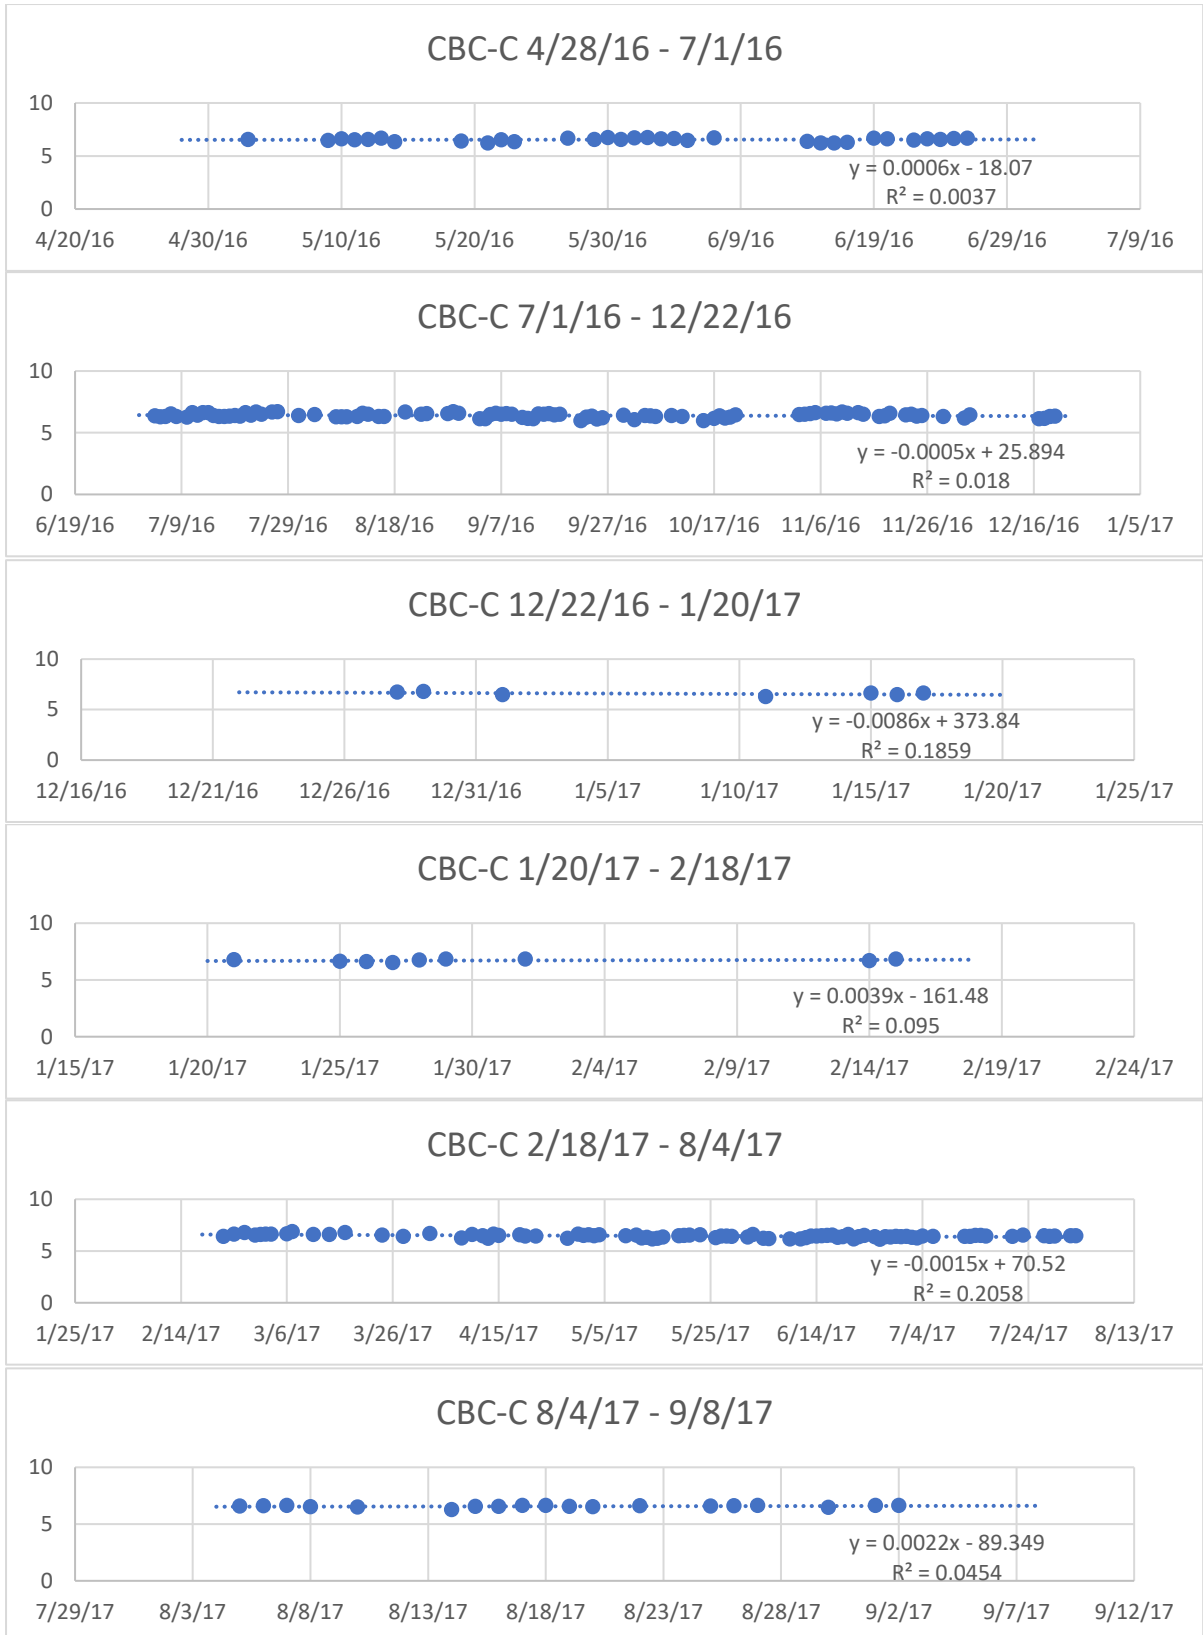 CBC-C 4/28/16 - 7/1/16
10
5
0
y = 0.0006x - 18.07
R² = 0.0037
4/20/16 4/30/16 5/10/16 5/20/16 5/30/16 6/9/16 6/19/16 6/29/16 7/9/16
CBC-C 7/1/16 - 12/22/16
10
5
0
y = -0.0005x + 25.894
R² = 0.018
6/19/16 7/9/16 7/29/16 8/18/16 9/7/16 9/27/16 10/17/16 11/6/16 11/26/16 12/16/16 1/5/17
CBC-C 12/22/16 - 1/20/17
10
5
0
y = -0.0086x + 373.84
R² = 0.1859
12/16/16 12/21/16 12/26/16 12/31/16 1/5/17 1/10/17 1/15/17 1/20/17 1/25/17
CBC-C 1/20/17 - 2/18/17
10
5
0
y = 0.0039x - 161.48
R² = 0.095
1/15/17 1/20/17 1/25/17 1/30/17 2/4/17 2/9/17 2/14/17 2/19/17 2/24/17
CBC-C 2/18/17 - 8/4/17
10
5
0
y = -0.0015x + 70.52
R² = 0.2058
1/25/17 2/14/17 3/6/17 3/26/17 4/15/17 5/5/17 5/25/17 6/14/17 7/4/17 7/24/17 8/13/17
CBC-C 8/4/17 - 9/8/17
10
5
0
y = 0.0022x - 89.349
R² = 0.0454
7/29/17 8/3/17 8/8/17 8/13/17 8/18/17 8/23/17 8/28/17 9/2/17 9/7/17 9/12/17